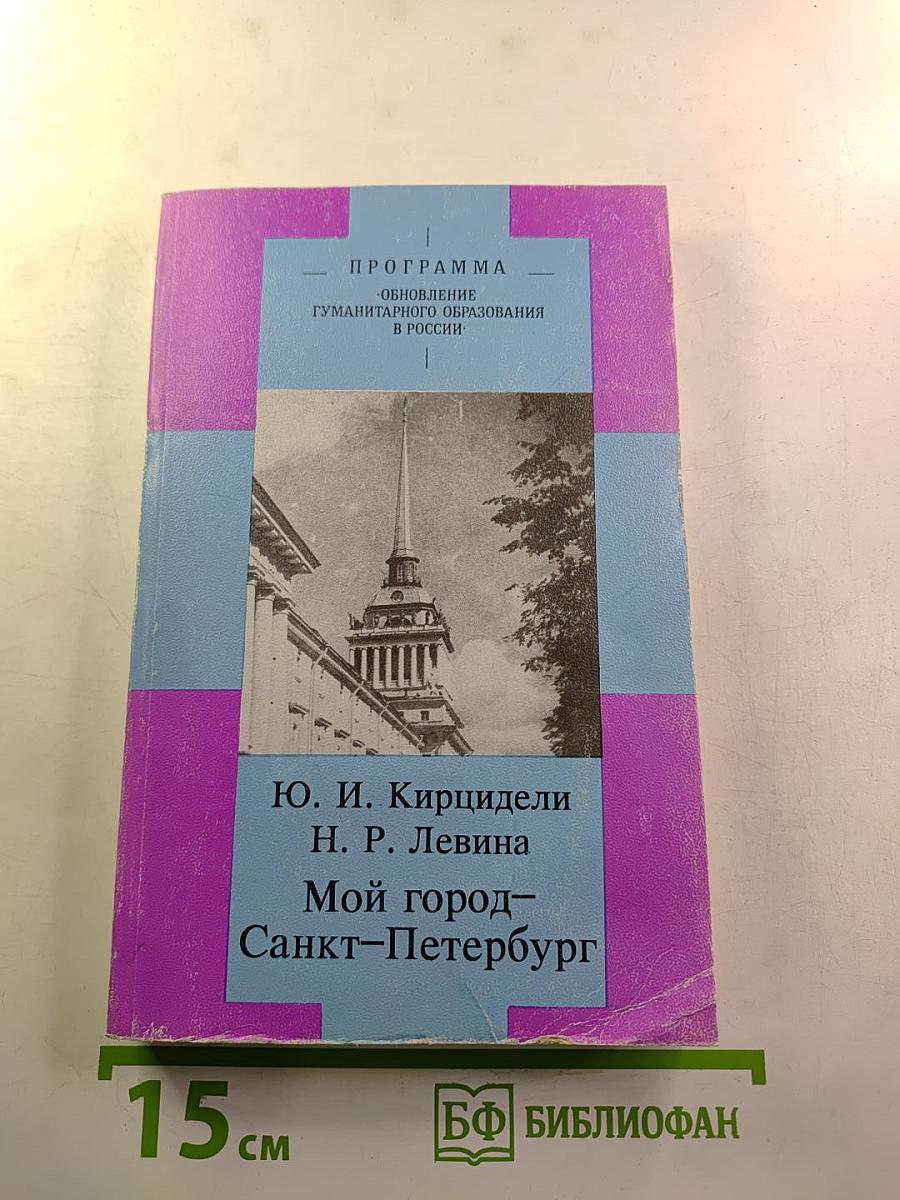 ПРОГРАММА
·ОБНОВЛЕНИЕ
ГУМАНИТАРНОГО ОБРАЗОВАНИЯ
В РОССИИ·
Ю. И. Кирцидели
Н. Р. Левина
Мой город–
Санкт–Петербург
15 см
БФ БИБЛИОФАН